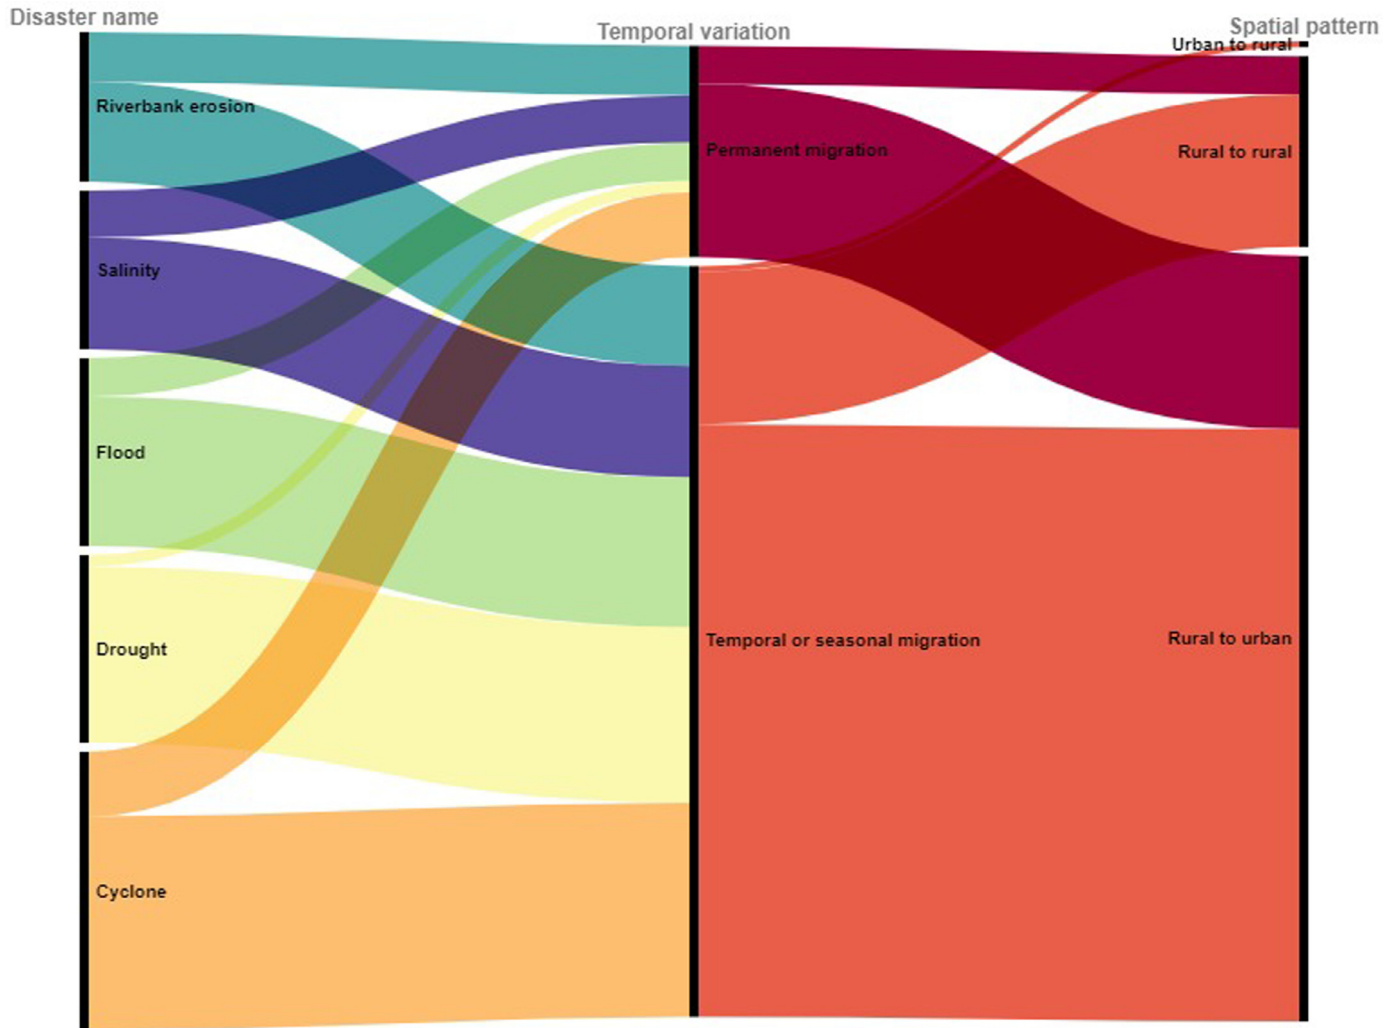 Disaster name
Temporal variation
Spatial pattern
Urban to rural
Riverbank erosion
Permanent migration
Rural to rural
Salinity
Flood
Drought
Temporal or seasonal migration
Rural to urban
Cyclone